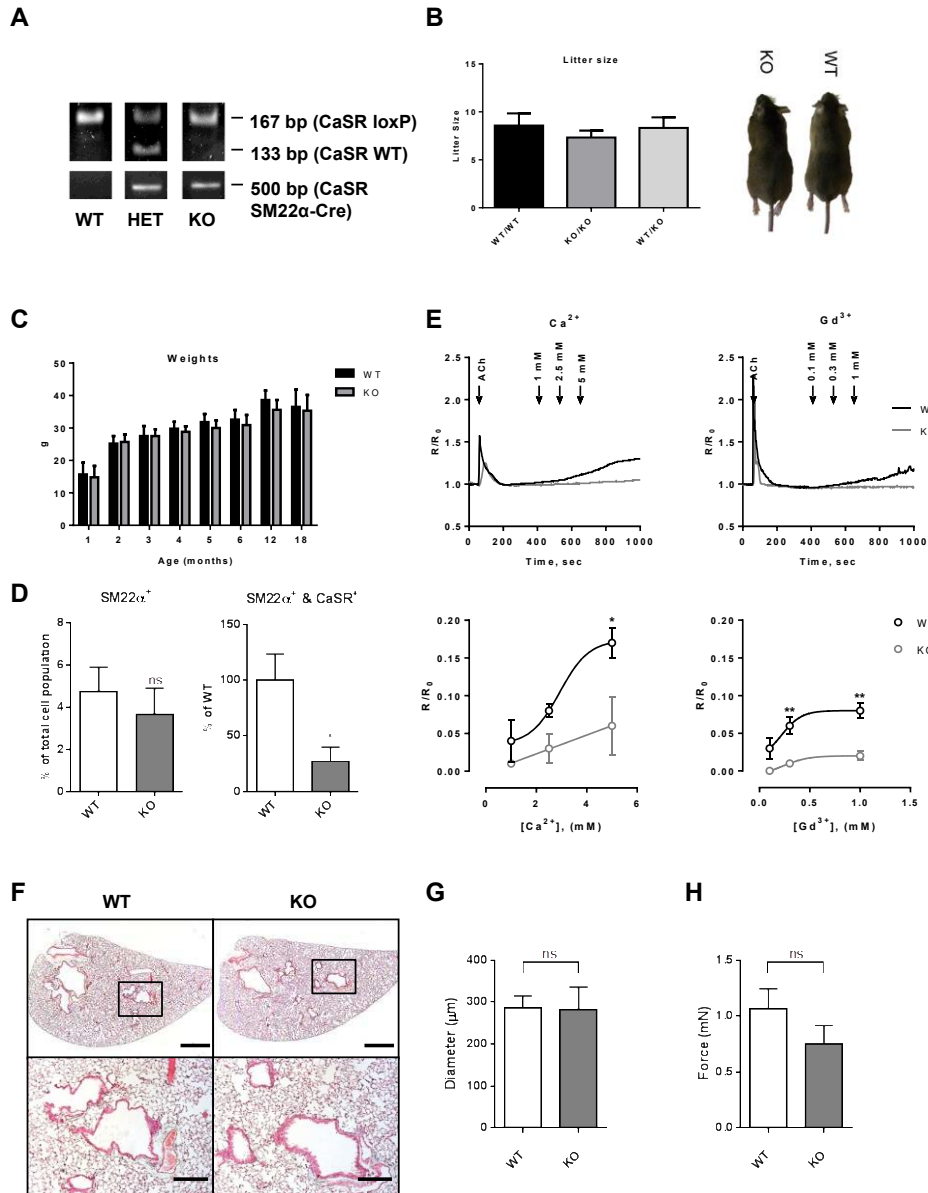 A
167 bp (CaSR loxP)
133 bp (CaSR WT)
500 bp (CaSR
SM22α-Cre)
WT HET KO
B
Litter size
Litter Size
15
10
5
0
WT/WT
KO/KO
WT/KO
KO
WT
C
Weights
g
50
40
30
20
10
0
1 2 3 4 5 6 12 18
Age (months)
WT
KO
D
SM22α+
% of total cell population
8
6
4
2
0
ns
WT
KO
SM22α+ & CaSR+
% of WT
150
100
50
0
*
WT
KO
E
Ca2+
R/R0
2.5
2.0
1.5
1.0
0.5
ACh
1 mM
2.5 mM
5 mM
0 200 400 600 800 1000
Time, sec
Gd3+
R/R0
2.5
2.0
1.5
1.0
0.5
ACh
0.1 mM
0.3 mM
1 mM
0 200 400 600 800 1000
Time, sec
W
K
R/R0
0.20
0.15
0.10
0.05
0.00
*
0 2 4 6
[Ca2+], (mM)
R/R0
0.20
0.15
0.10
0.05
0.00
** **
0.0 0.5 1.0 1.5
[Gd3+], (mM)
W
KO
F
WT KO
G
Diameter (µm)
400
300
200
100
0
ns
WT
KO
H
Force (mN)
1.5
1.0
0.5
0.0
ns
WT
KO